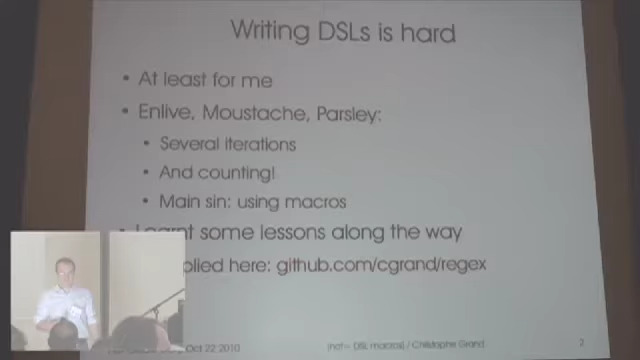 Writing DSLs is hard
• At least for me
• Enlive, Moustache, Parsley:
• Several iterations
• And counting!
• Main sin: using macros
some lessons along the way
here: github.com/cgrand/regex
Oct 22 2010
(not= DSL macros) / Christophe Grand
2